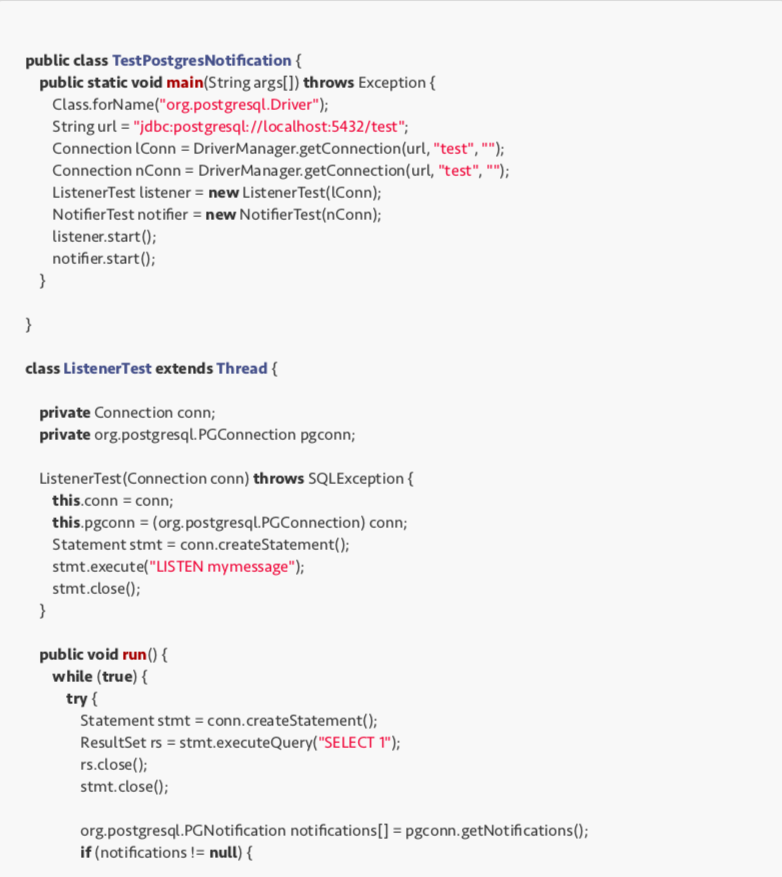 public class TestPostgresNotification {
public static void main(String args[]) throws Exception {
Class.forName("org.postgresql.Driver");
String url = "jdbc:postgresql://localhost:5432/test";
Connection lConn = DriverManager.getConnection(url, "test", "");
Connection nConn = DriverManager.getConnection(url, "test", "");
ListenerTest listener = new ListenerTest(lConn);
NotifierTest notifier = new NotifierTest(nConn);
listener.start();
notifier.start();
}
}
class ListenerTest extends Thread {
private Connection conn;
private org.postgresql.PGConnection pgconn;
ListenerTest(Connection conn) throws SQLException {
this.conn = conn;
this.pgconn = (org.postgresql.PGConnection) conn;
Statement stmt = conn.createStatement();
stmt.execute("LISTEN mymessage");
stmt.close();
}
public void run() {
while (true) {
try {
Statement stmt = conn.createStatement();
ResultSet rs = stmt.executeQuery("SELECT 1");
rs.close();
stmt.close();
org.postgresql.PGNotification notifications[] = pgconn.getNotifications();
if (notifications != null) {